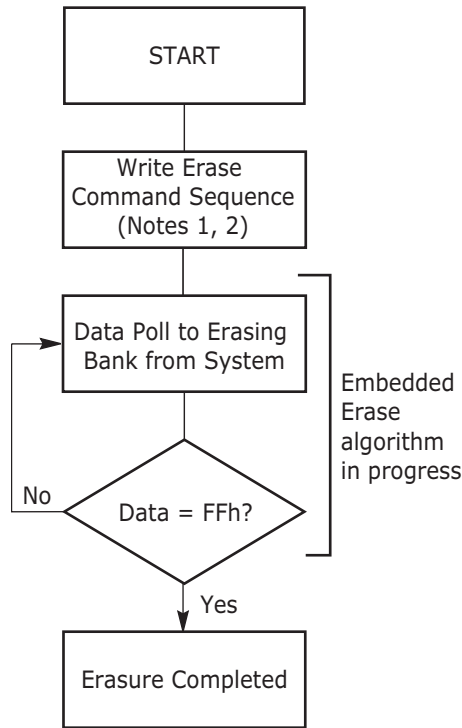 START
Write Erase
Command Sequence
(Notes 1, 2)
Data Poll to Erasing
Bank from System
Embedded
Erase
algorithm
in progress
No
Data = FFh?
Yes
Erasure Completed